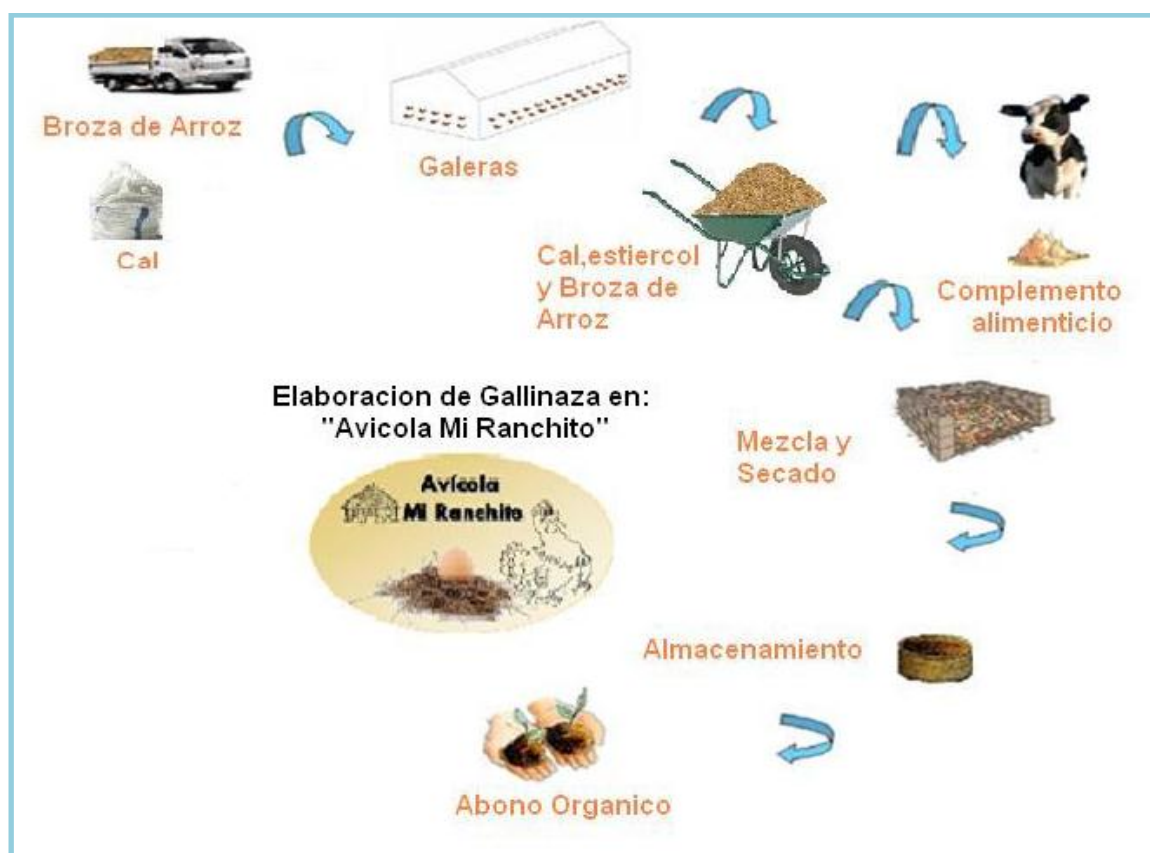 Broza de Arroz
Cal
Galeras
Cal,estiercol
y Broza de
Arroz
Complemento
alimenticio
Elaboracion de Gallinaza en:
"Avicola Mi Ranchito"
Avícola
Mi Ranchito
Mezcla y
Secado
Almacenamiento
Abono Organico